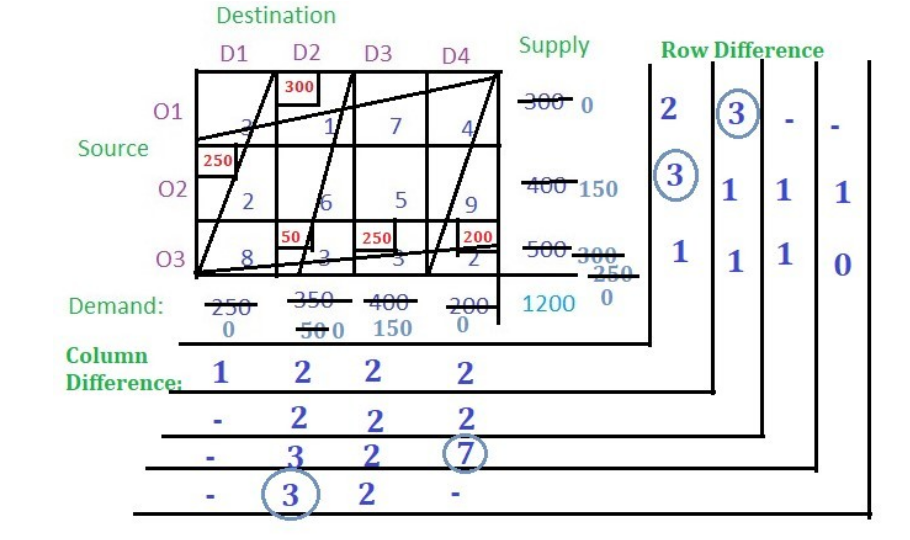 Destination
D1 D2 D3 D4 Supply Row Difference
300
O1 3 1 7 4 300 0 2 3 - -
Source
250
O2 2 6 5 9 400 150 3 1 1 1
50 250 200
O3 8 3 3 2 500 300 1 1 1 0
250
0
Demand: 250 350 400 200 1200
0 50 0 150 0
Column
Difference: 1 2 2 2
- 2 2 2
- 3 2 7
- 3 2 -